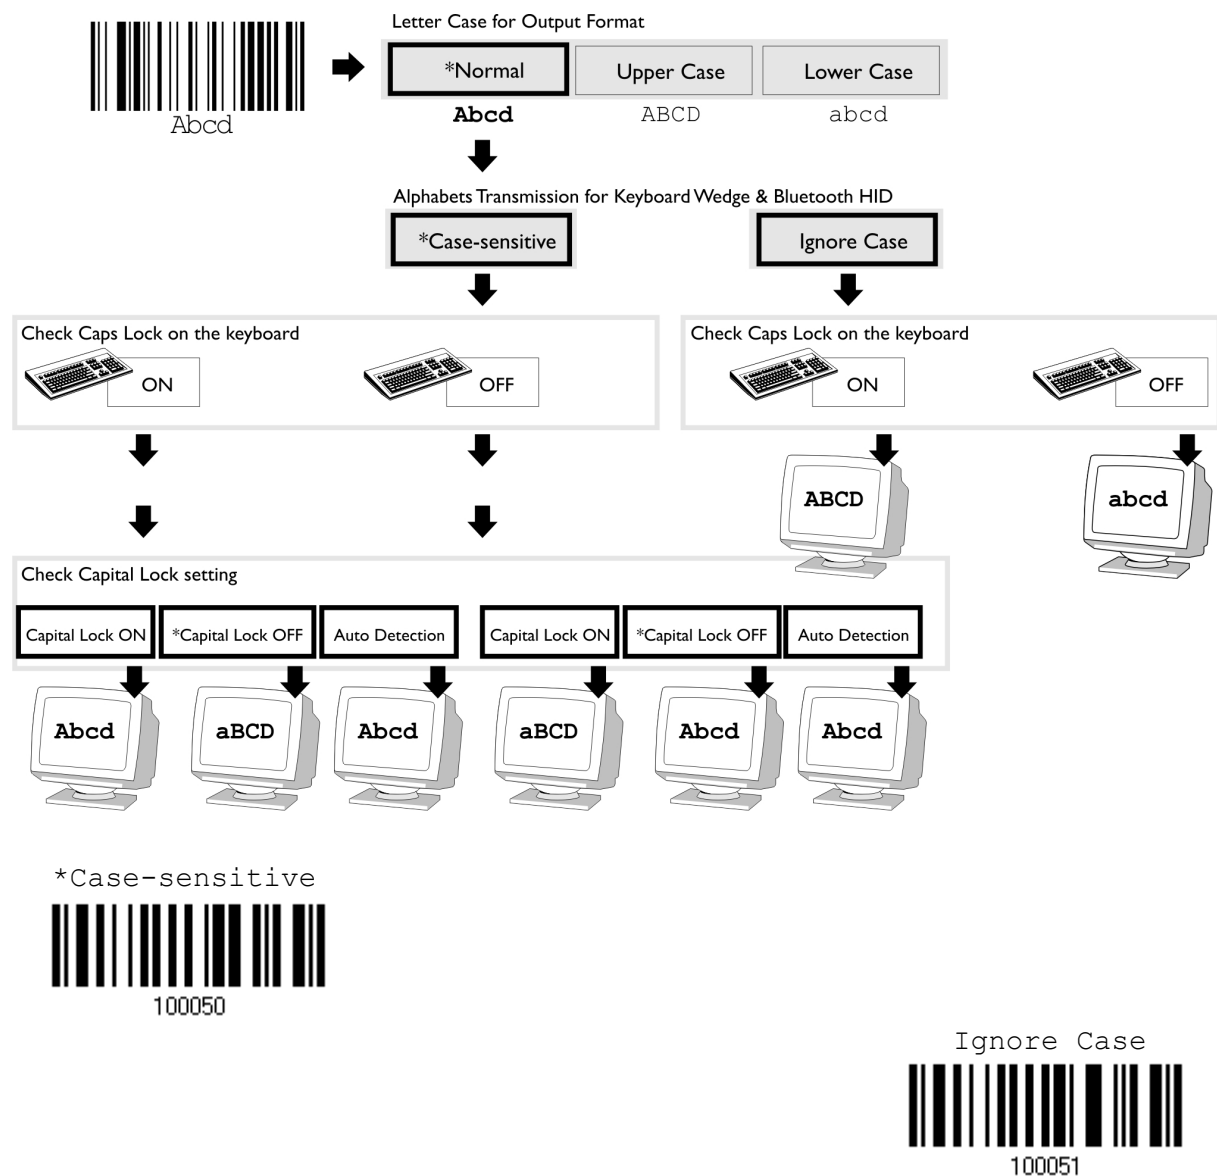 Letter Case for Output Format
*Normal Upper Case Lower Case
Abcd
Abcd ABCD abcd
Alphabets Transmission for Keyboard Wedge & Bluetooth HID
*Case-sensitive Ignore Case
Check Caps Lock on the keyboard
ON OFF
Check Caps Lock on the keyboard
ON OFF
ABCD abcd
Check Capital Lock setting
Capital Lock ON *Capital Lock OFF Auto Detection Capital Lock ON *Capital Lock OFF Auto Detection
Abcd aBCD Abcd aBCD Abcd Abcd
*Case-sensitive
100050
Ignore Case
100051